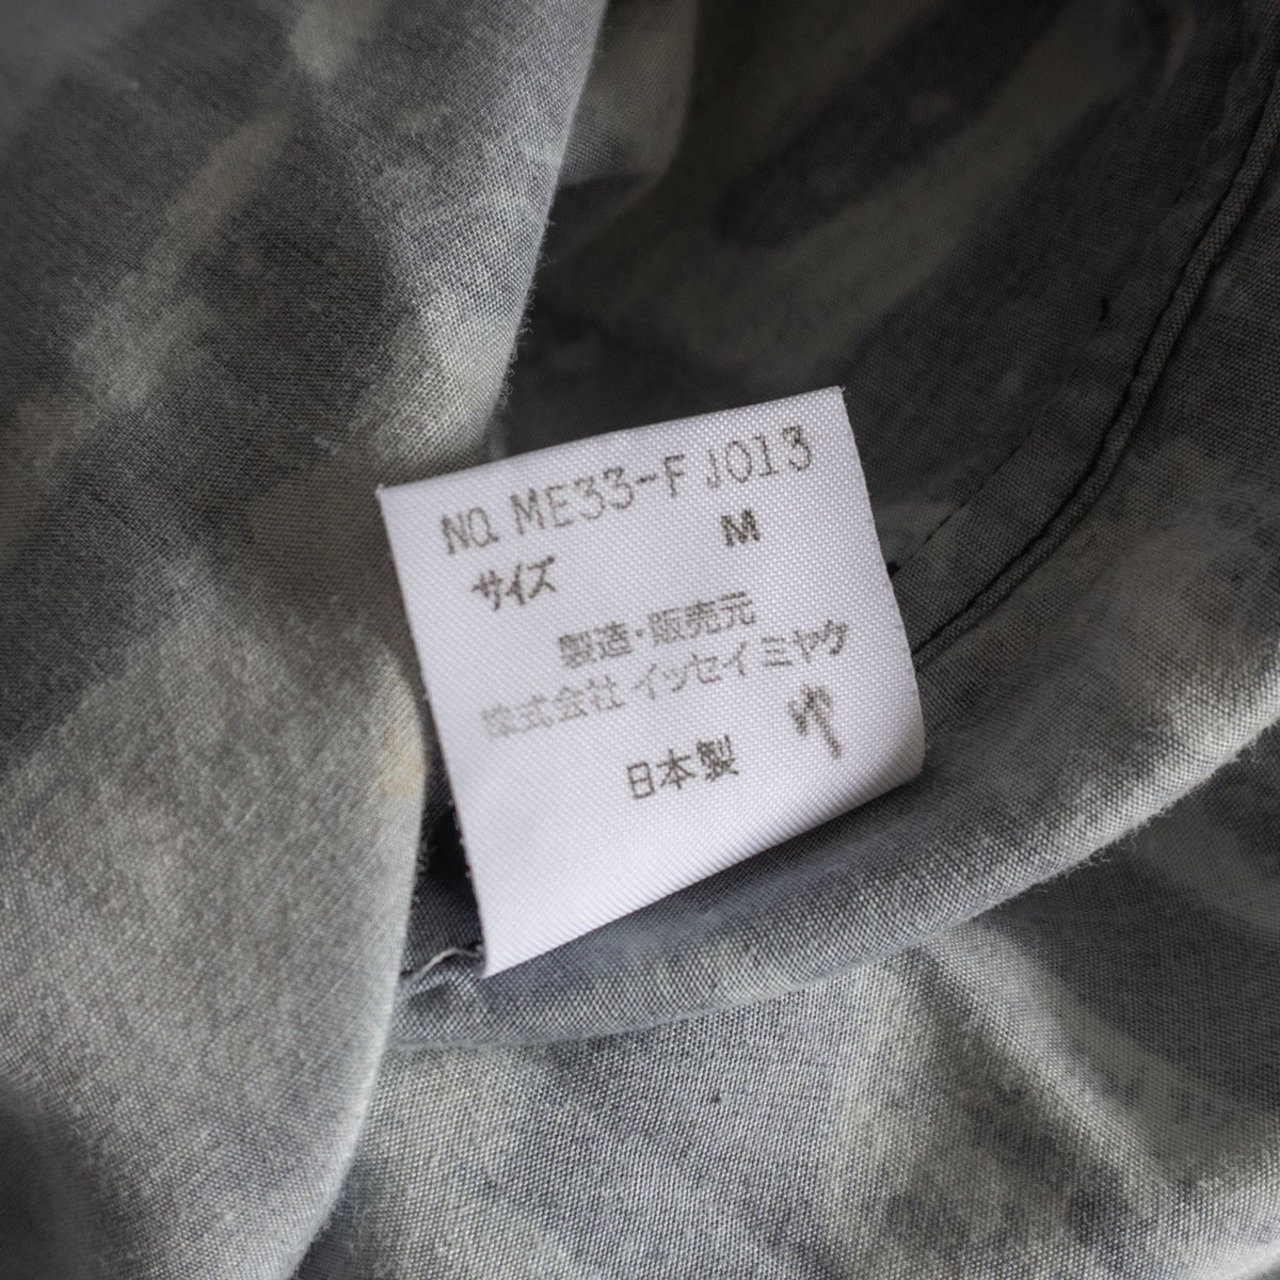 NO. ME33-FJ013
サイズ M
製造・販売元
株式会社 イッセイ ミヤケ
日本製 ゆ